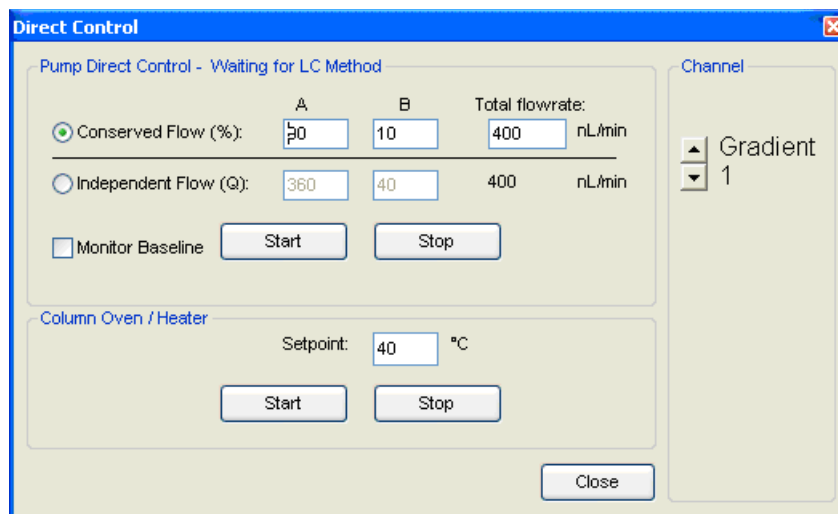 Direct Control
Pump Direct Control - Waiting for LC Method
A B Total flowrate:
Conserved Flow (%): 90 10 400 nL/min
Independent Flow (Q): 360 40 400 nL/min
Monitor Baseline Start Stop
Column Oven / Heater
Setpoint: 40 °C
Start Stop
Close
Channel
Gradient
1